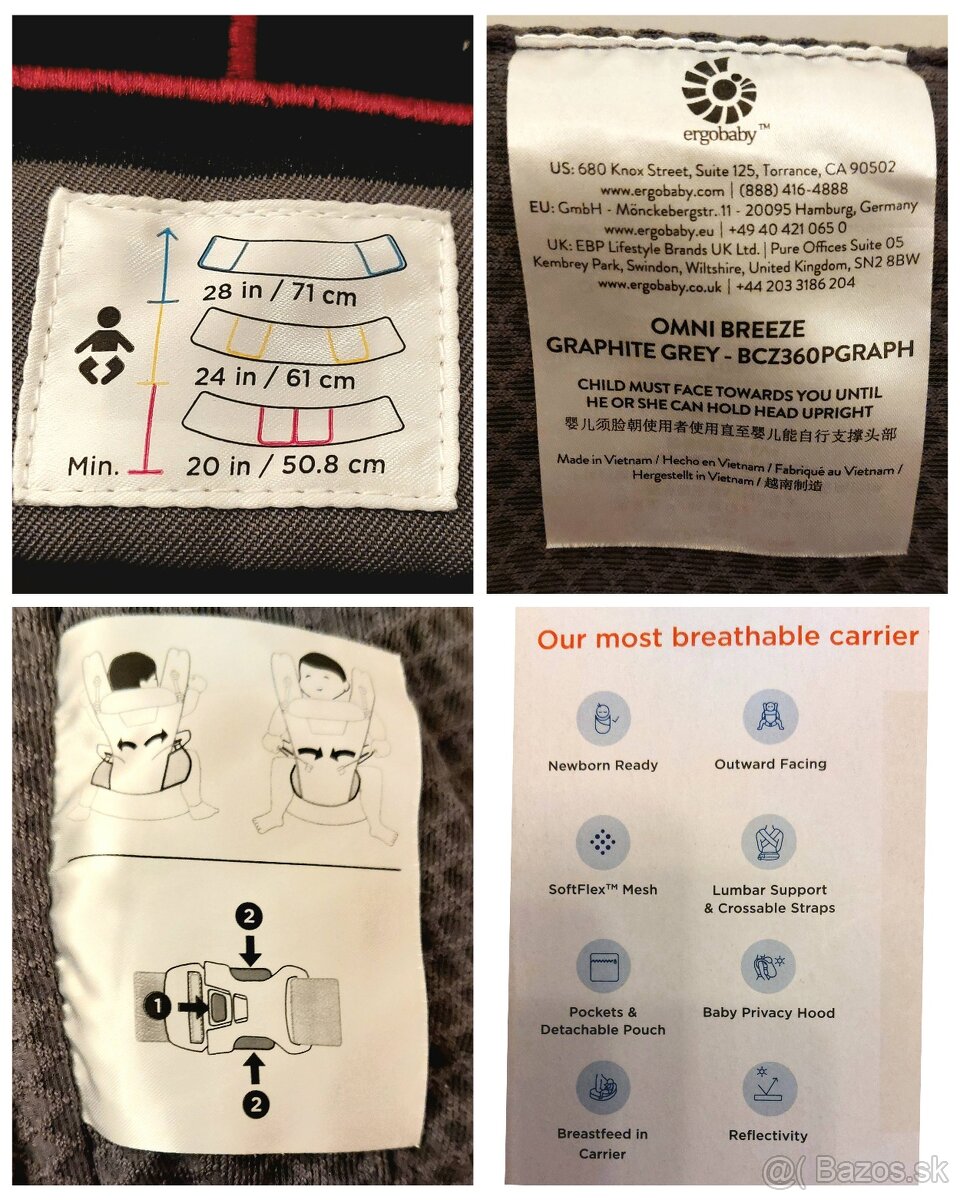 28 in / 71 cm
24 in / 61 cm
Min.
20 in / 50.8 cm
ergobaby™
US: 680 Knox Street, Suite 125, Torrance, CA 90502
www.ergobaby.com | (888) 416-4888
EU: GmbH - Mönckebergstr. 11 - 20095 Hamburg, Germany
www.ergobaby.eu | +49 40 421 065 0
UK: EBP Lifestyle Brands UK Ltd. | Pure Offices Suite 05
Kembrey Park, Swindon, Wiltshire, United Kingdom, SN2 8BW
www.ergobaby.co.uk | +44 203 3186 204
OMNI BREEZE
GRAPHITE GREY - BCZ360PGRAPH
CHILD MUST FACE TOWARDS YOU UNTIL
HE OR SHE CAN HOLD HEAD UPRIGHT
婴儿须脸朝使用者使用直至婴儿能自行支撑头部
Made in Vietnam / Hecho en Vietnam / Fabriqué au Vietnam /
Hergestellt in Vietnam / 越南制造
2
1
2
Our most breathable carrier
Newborn Ready
Outward Facing
SoftFlex™ Mesh
Lumbar Support
& Crossable Straps
Pockets &
Detachable Pouch
Baby Privacy Hood
Breastfeed in
Carrier
Reflectivity
@( Bazos.sk